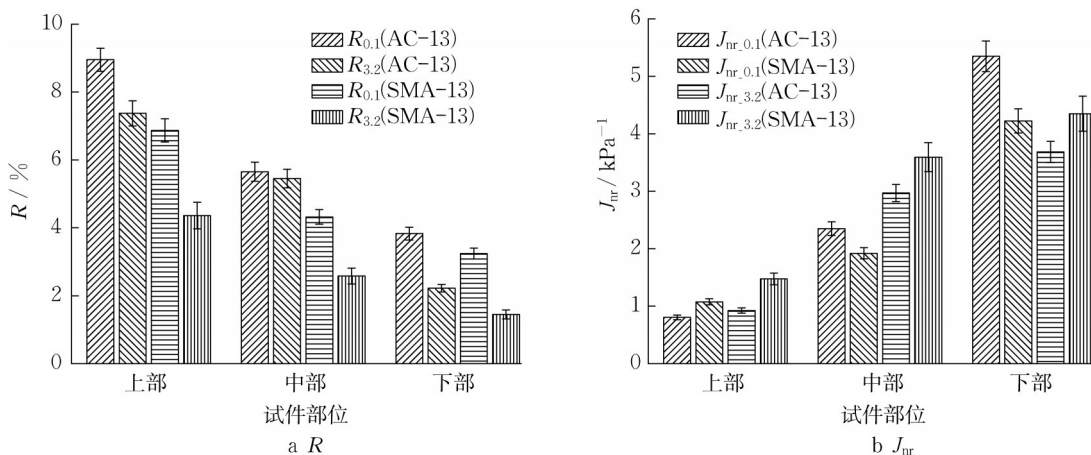 10
8
6
4
2
0
R / %
R0.1(AC-13)
R3.2(AC-13)
R0.1(SMA-13)
R3.2(SMA-13)
上部 中部 下部
试件部位
a R
6
5
4
3
2
1
0
Jnr / kPa−1
Jnr_0.1(AC-13)
Jnr_0.1(SMA-13)
Jnr_3.2(AC-13)
Jnr_3.2(SMA-13)
上部 中部 下部
试件部位
b Jnr